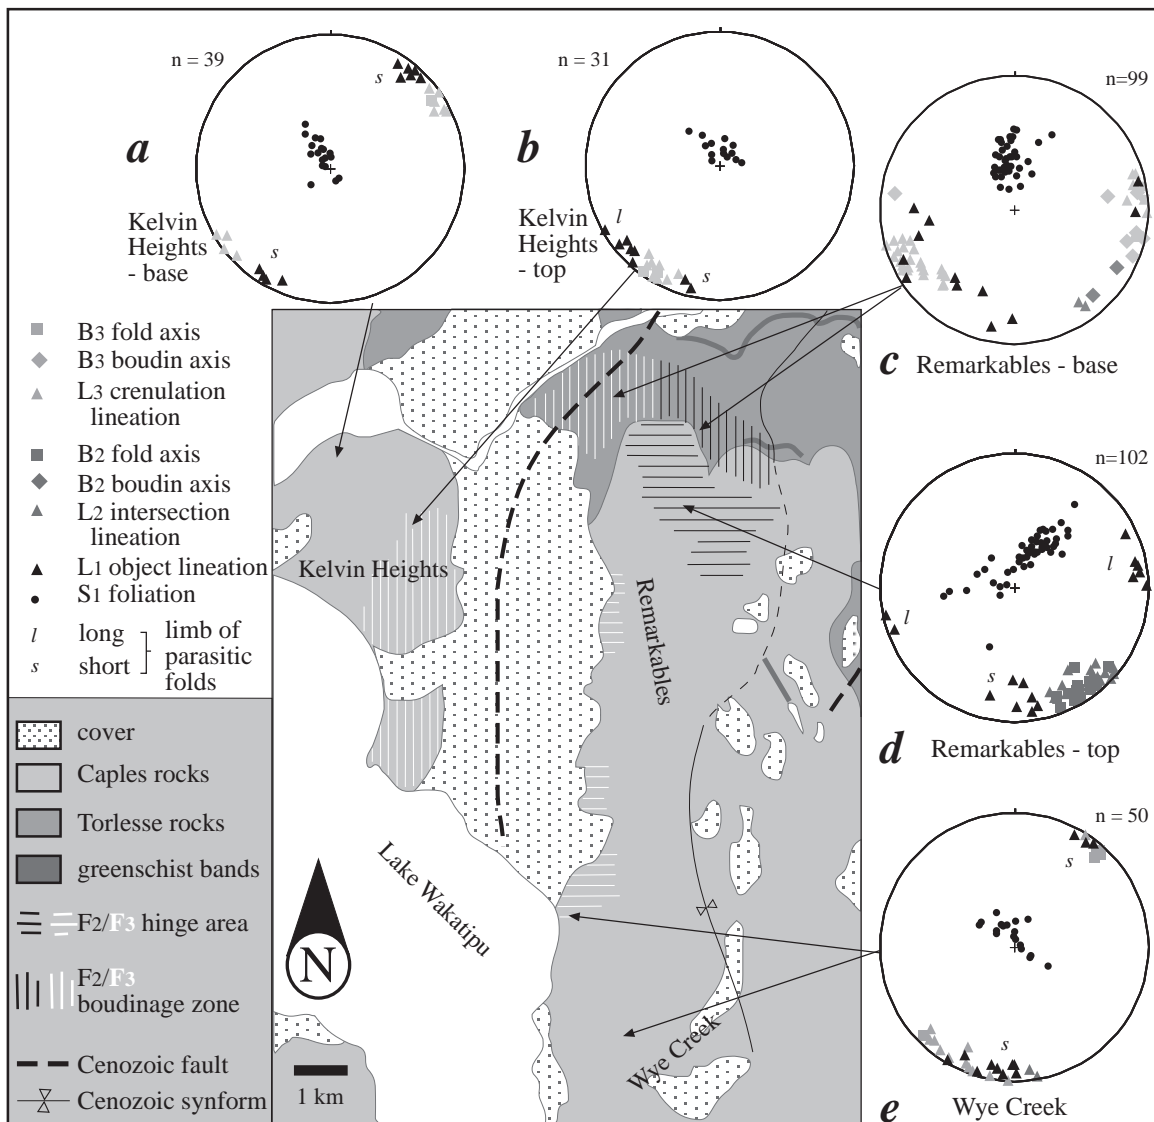 n = 39
s
a
Kelvin
Heights
- base
s
n = 31
b
Kelvin
Heights
- top
l
s
n=99
c Remarkables - base
B3 fold axis
B3 boudin axis
L3 crenulation
lineation
B2 fold axis
B2 boudin axis
L2 intersection
lineation
L1 object lineation
S1 foliation
l long
s short
limb of
parasitic
folds
cover
Caples rocks
Torlesse rocks
greenschist bands
F2/F3 hinge area
F2/F3
boudinage zone
Cenozoic fault
Cenozoic synform
Kelvin Heights
Remarkables
Lake Wakatipu
Wye Creek
N
1 km
n=102
l
l
s
d Remarkables - top
n = 50
s
s
e Wye Creek